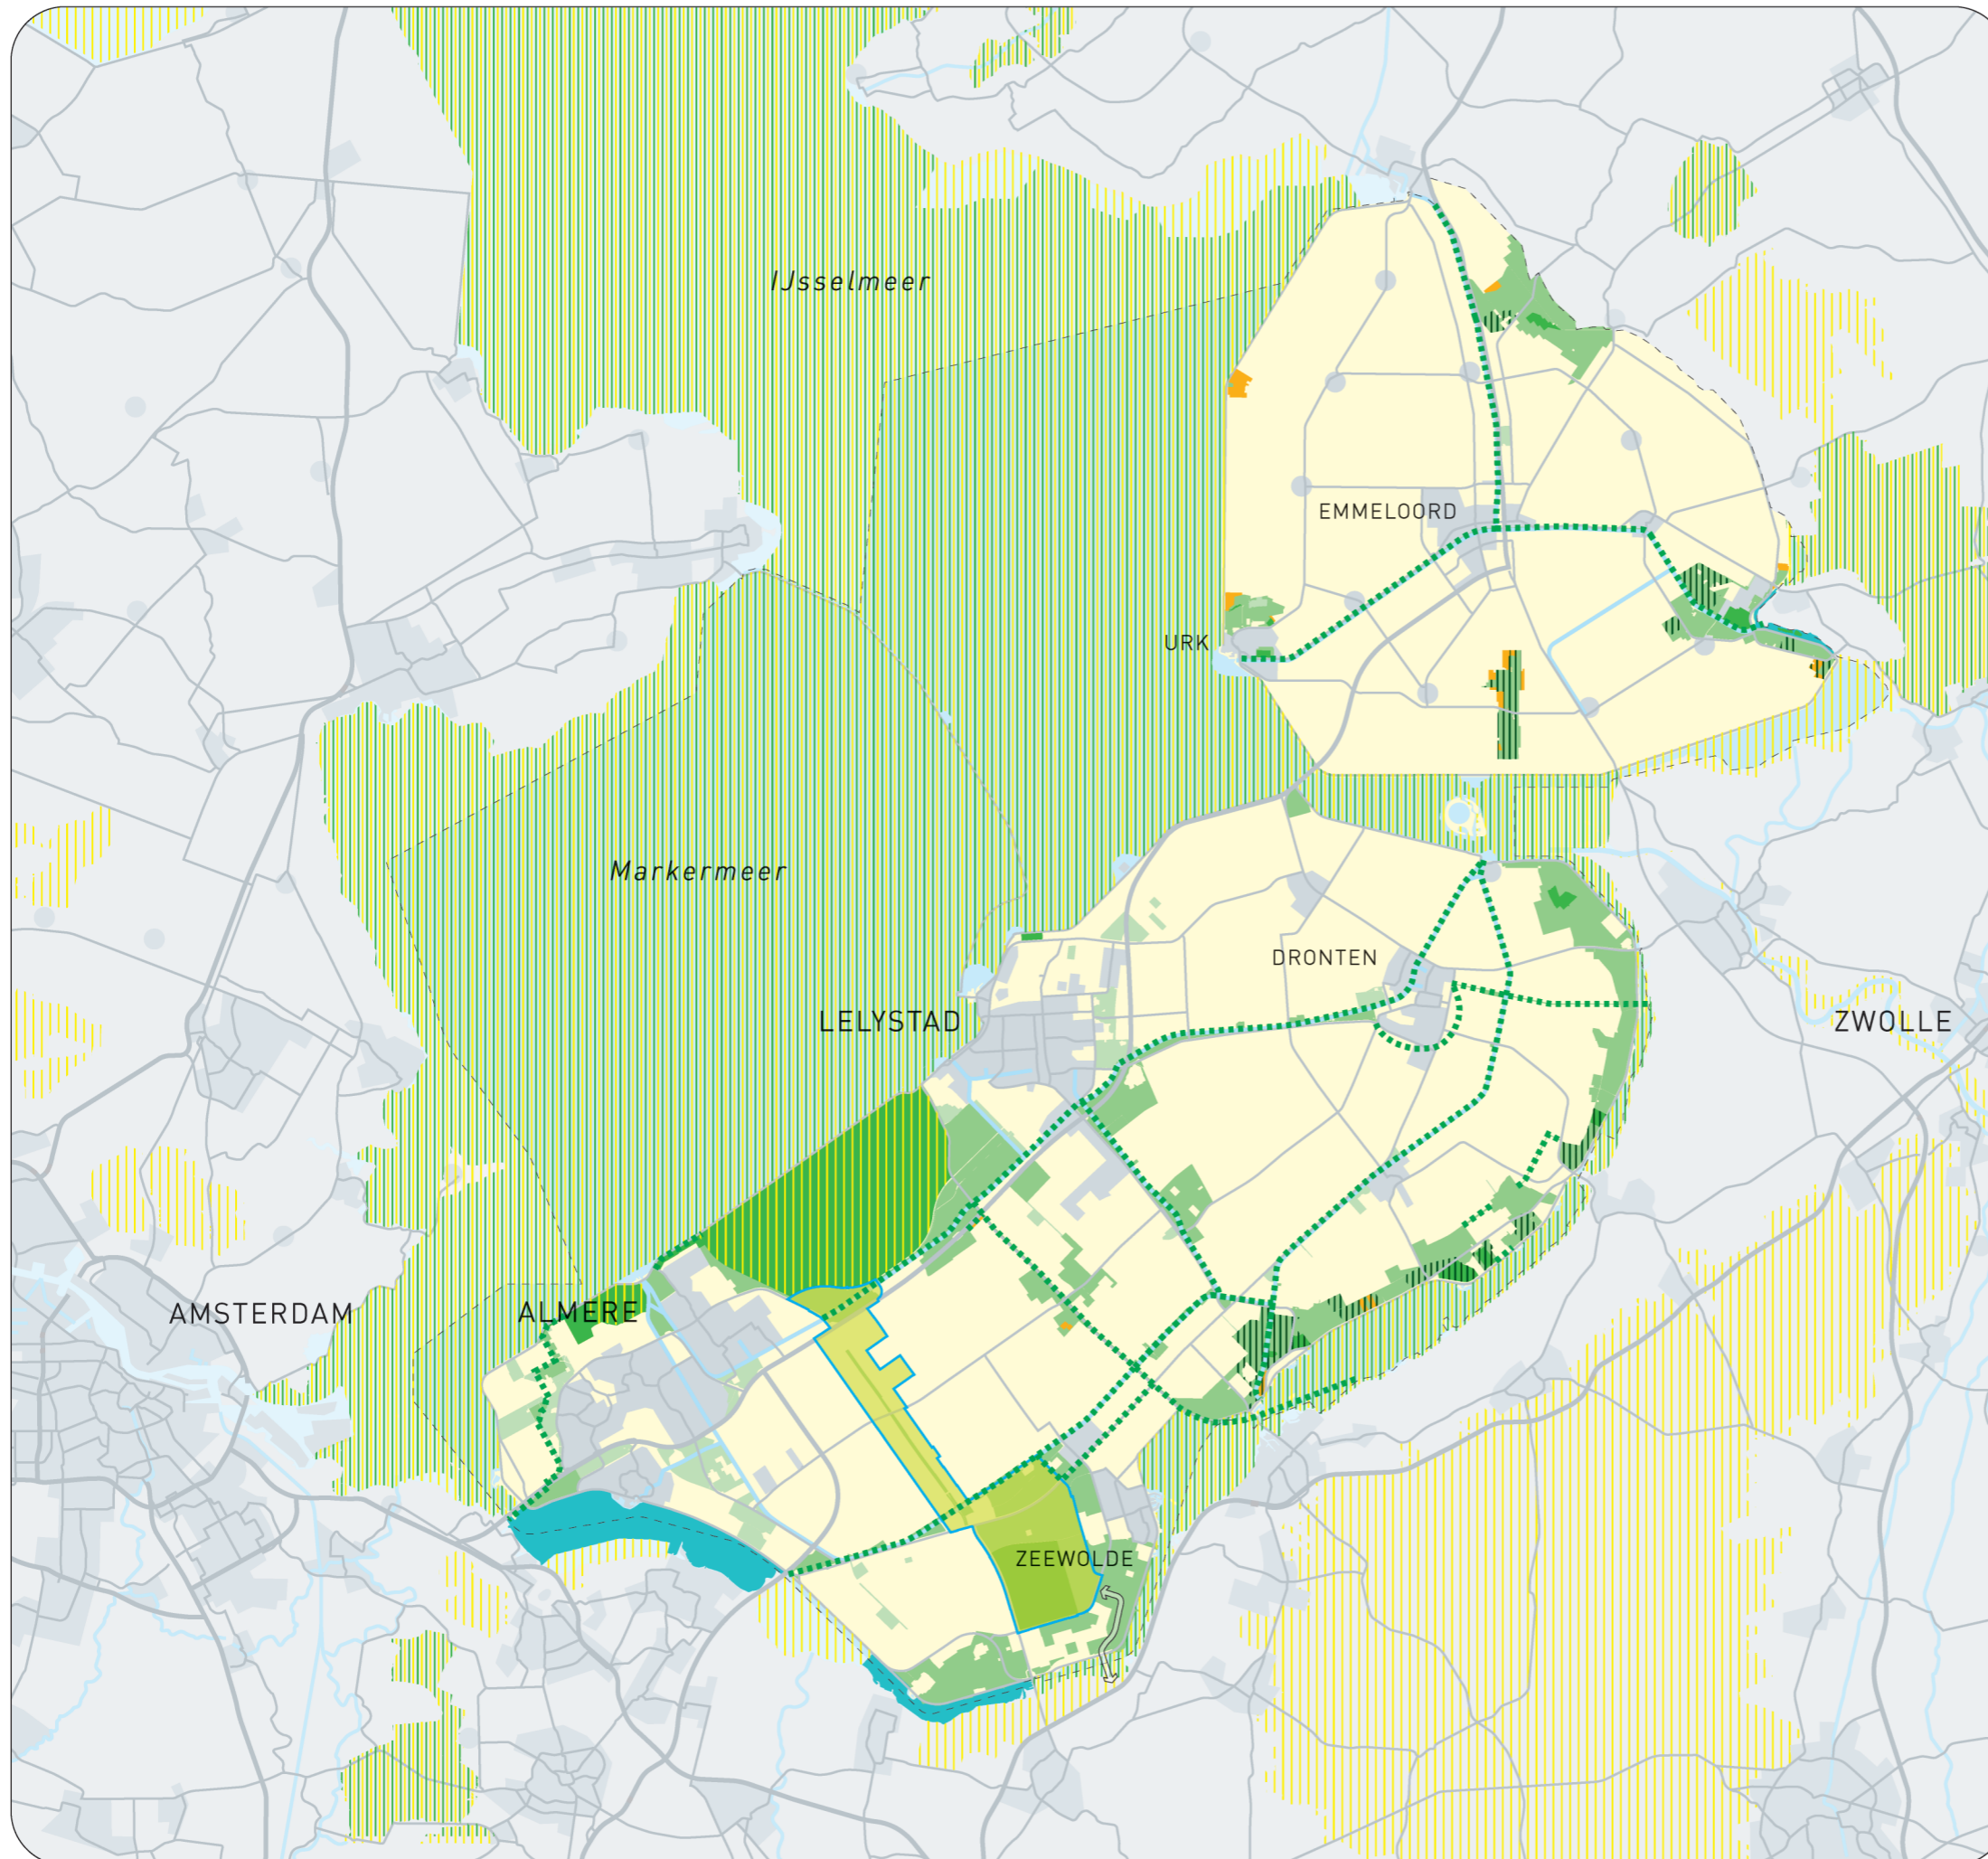 IJsselmeer
EMMELOORD
URK
Markermeer
DRONTEN
LELYSTAD
ZWOLLE
AMSTERDAM
ALMERE
ZEEWOLDE